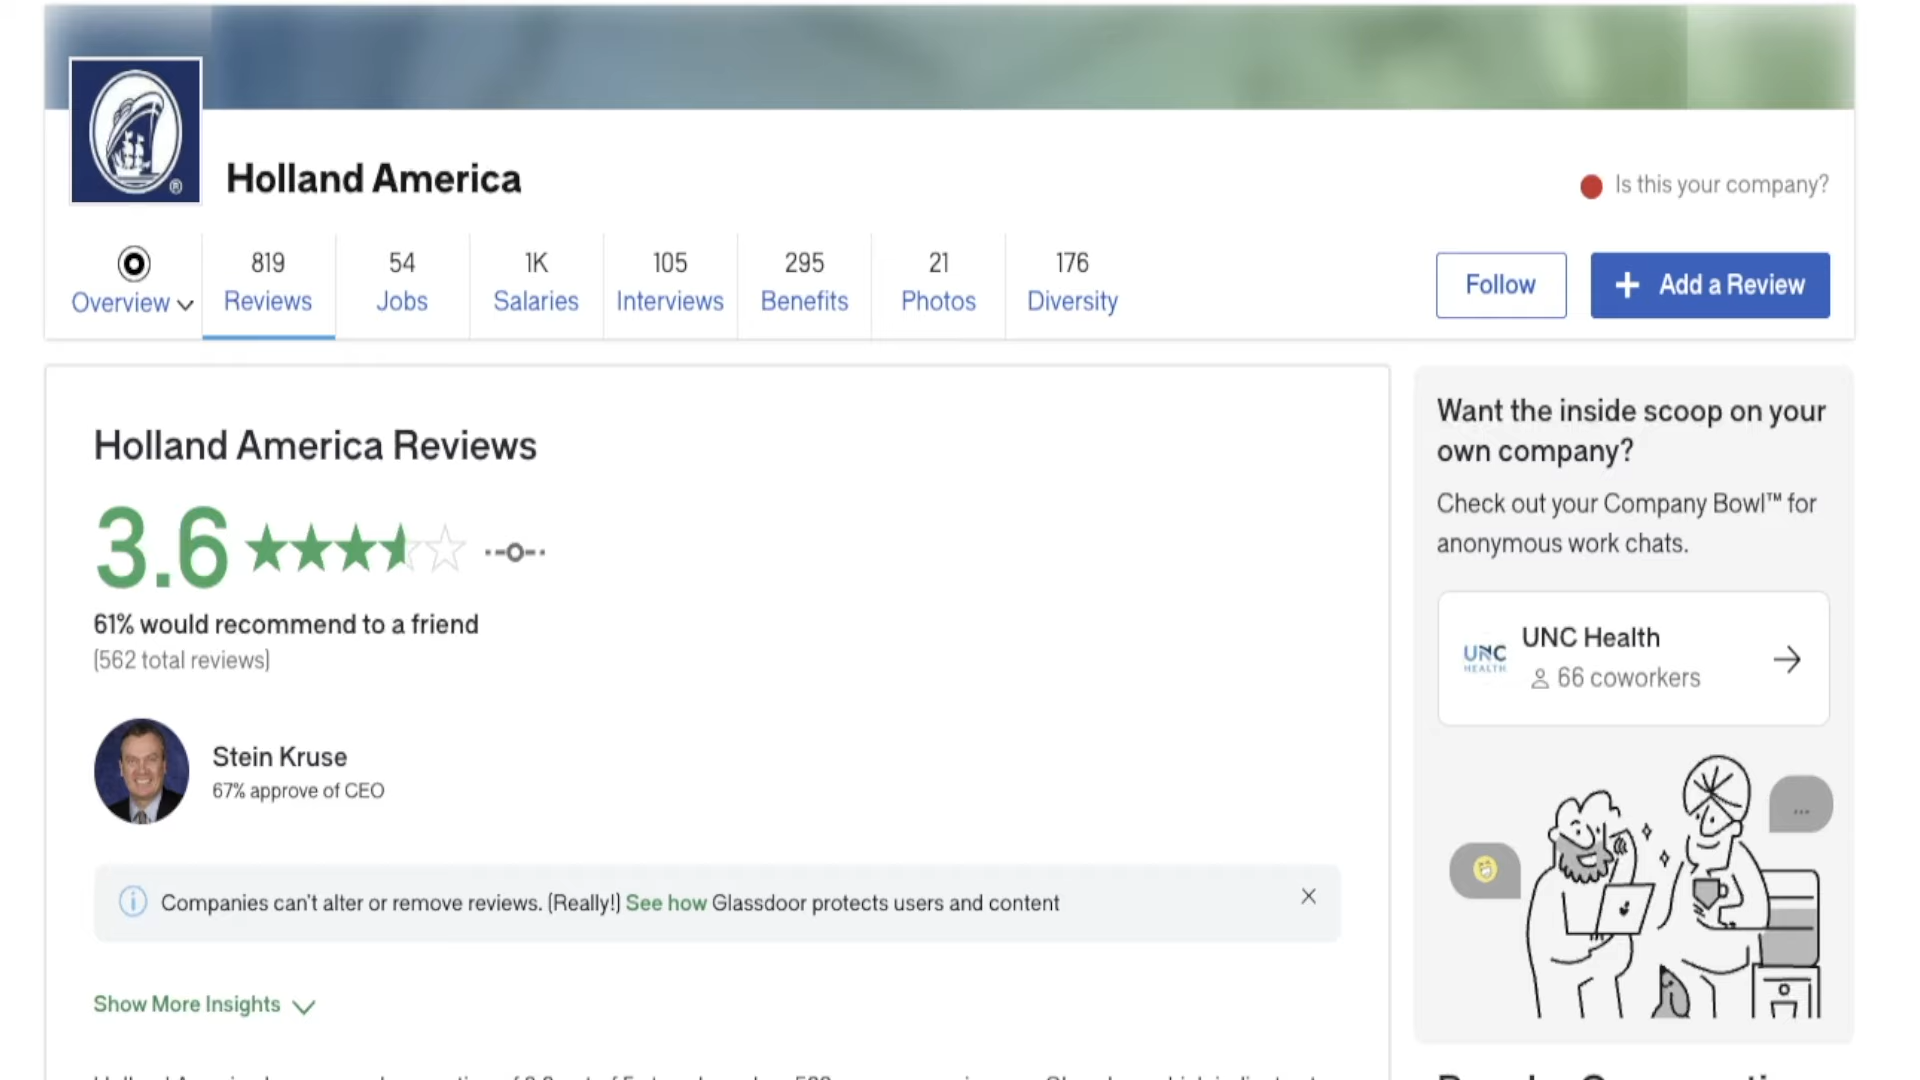 Holland America
®
Is this your company?
Overview
819
Reviews
54
Jobs
1K
Salaries
105
Interviews
295
Benefits
21
Photos
176
Diversity
Follow
+ Add a Review
Holland America Reviews
3.6
61% would recommend to a friend
(562 total reviews)
Stein Kruse
67% approve of CEO
Companies can't alter or remove reviews. (Really!) See how Glassdoor protects users and content
Show More Insights
Want the inside scoop on your
own company?
Check out your Company Bowl™ for
anonymous work chats.
UNC
HEALTH
UNC Health
66 coworkers
...